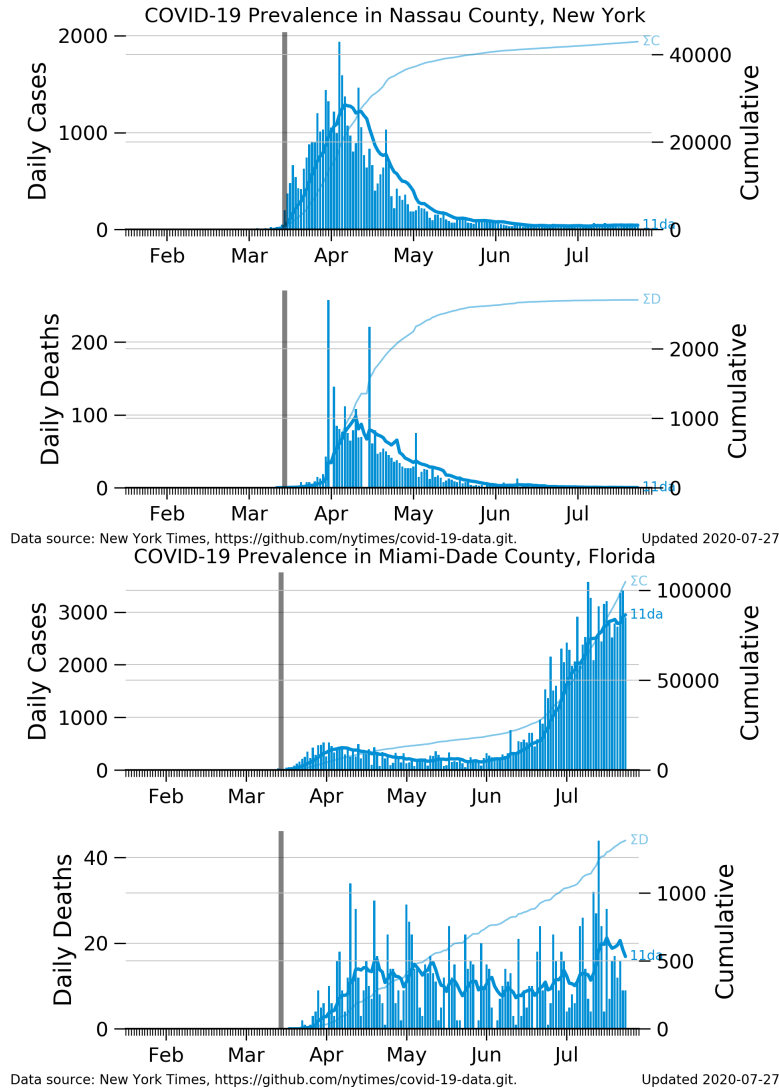 COVID-19 Prevalence in Nassau County, New York
Daily Cases
Cumulative
2000
1000
0
40000
20000
0
ΣC
11da
Feb Mar Apr May Jun Jul
Daily Deaths
Cumulative
200
100
0
2000
1000
0
ΣD
11da
Feb Mar Apr May Jun Jul
Data source: New York Times, https://github.com/nytimes/covid-19-data.git. Updated 2020-07-27
COVID-19 Prevalence in Miami-Dade County, Florida
Daily Cases
Cumulative
3000
2000
1000
0
100000
50000
0
ΣC
11da
Feb Mar Apr May Jun Jul
Daily Deaths
Cumulative
40
20
0
1000
500
0
ΣD
11da
Feb Mar Apr May Jun Jul
Data source: New York Times, https://github.com/nytimes/covid-19-data.git. Updated 2020-07-27